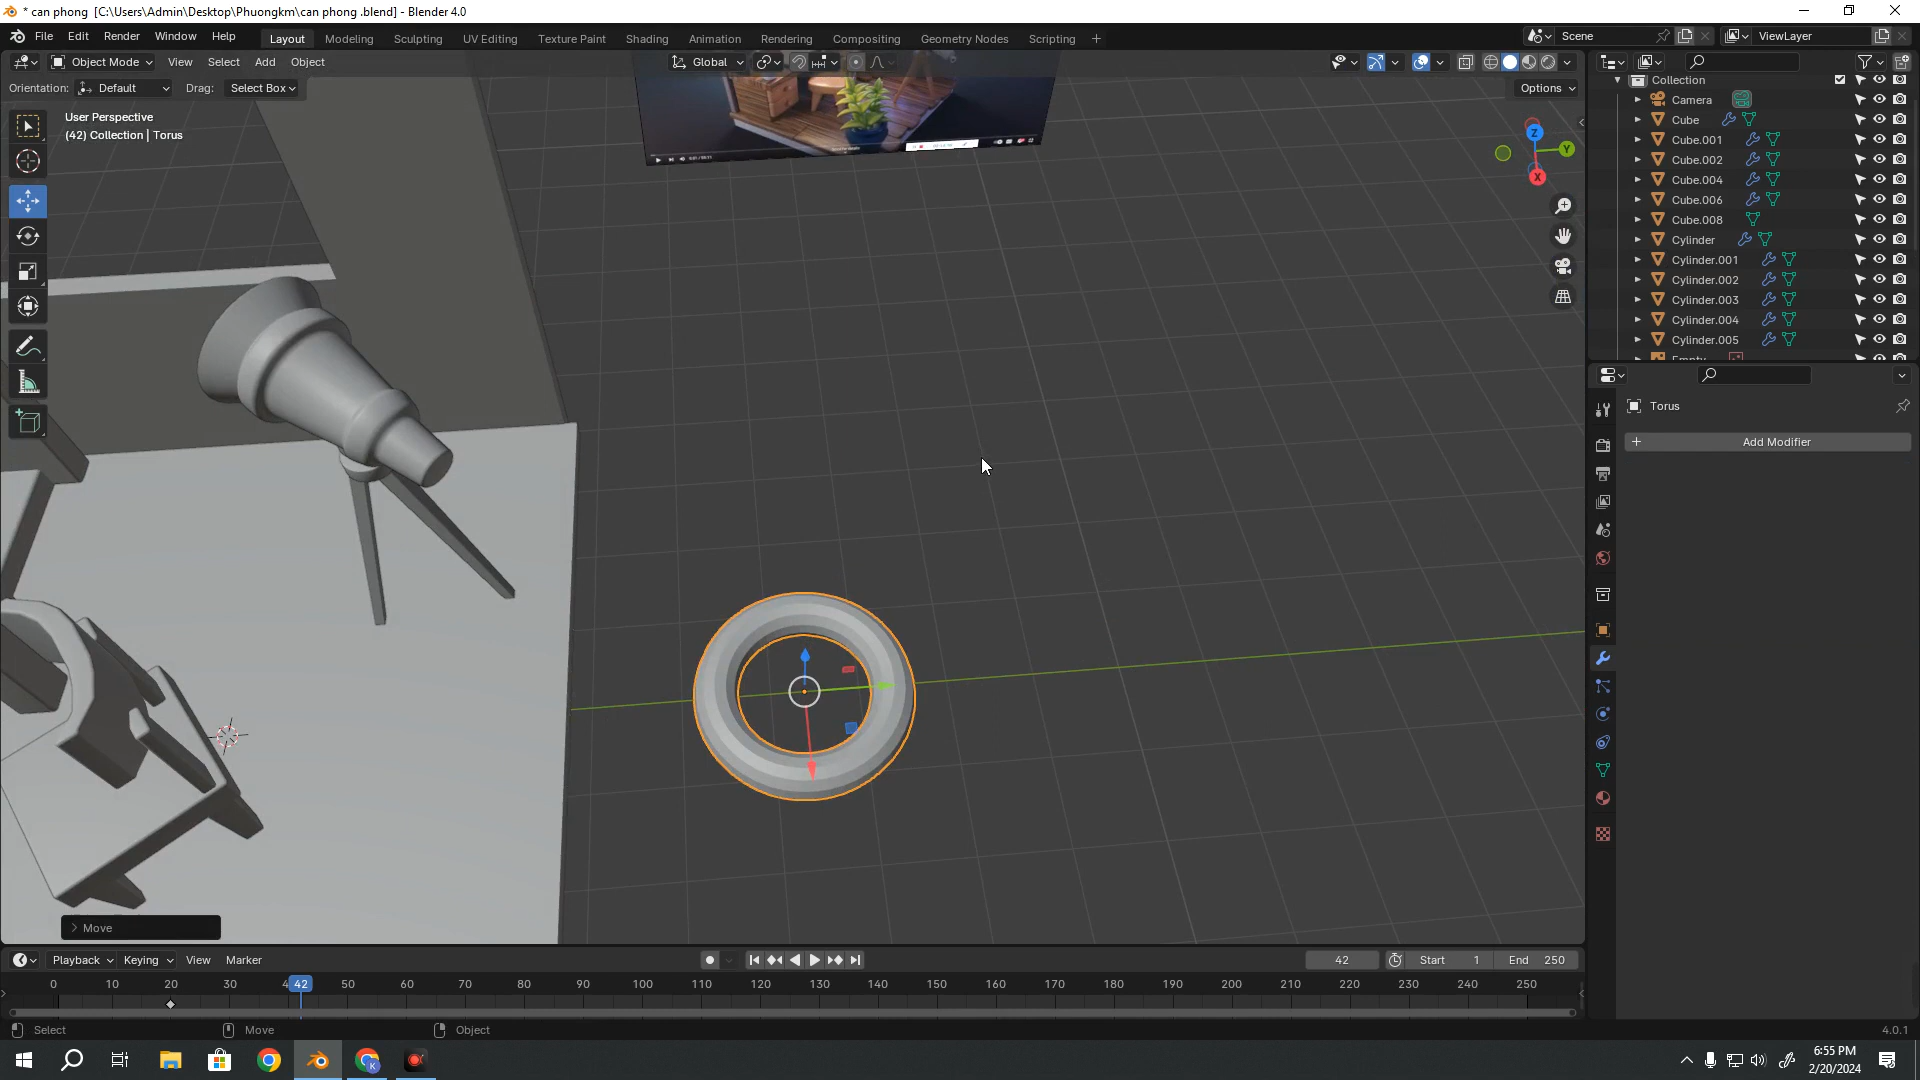 * can phong  [C:\Users\Admin\Desktop\Phuongkm\can phong .blend] - Blender 4.0
File Edit Render Window Help
Layout Modeling Sculpting UV Editing Texture Paint Shading Animation Rendering Compositing Geometry Nodes Scripting +
Scene
ViewLayer
Object Mode View Select Add Object
Global
Orientation: Default Drag: Select Box
Options
User Perspective
(42) Collection | Torus
Z
Y
X
Collection
Camera
Cube
Cube.001
Cube.002
Cube.004
Cube.006
Cube.008
Cylinder
Cylinder.001
Cylinder.002
Cylinder.003
Cylinder.004
Cylinder.005
Empty
Torus
+ Add Modifier
> Move
Playback Keying View Marker
42 Start 1 End 250
0 10 20 30 4 42 50 60 70 80 90 100 110 120 130 140 150 160 170 180 190 200 210 220 230 240 250
Select Move Object
4.0.1
K
6:55 PM
2/20/2024